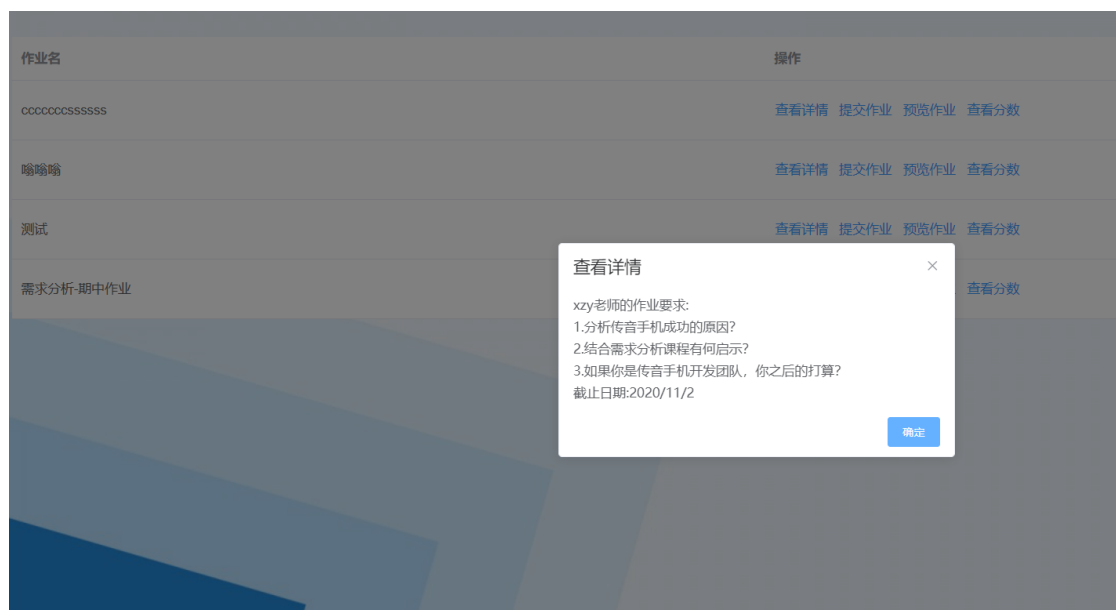 作业名 操作
cccccccssssss 查看详情 提交作业 预览作业 查看分数
嗡嗡嗡 查看详情 提交作业 预览作业 查看分数
测试 查看详情 提交作业 预览作业 查看分数
需求分析-期中作业 查看分数
查看详情
xzy老师的作业要求:
1.分析传音手机成功的原因?
2.结合需求分析课程有何启示?
3.如果你是传音手机开发团队，你之后的打算?
截止日期:2020/11/2
确定